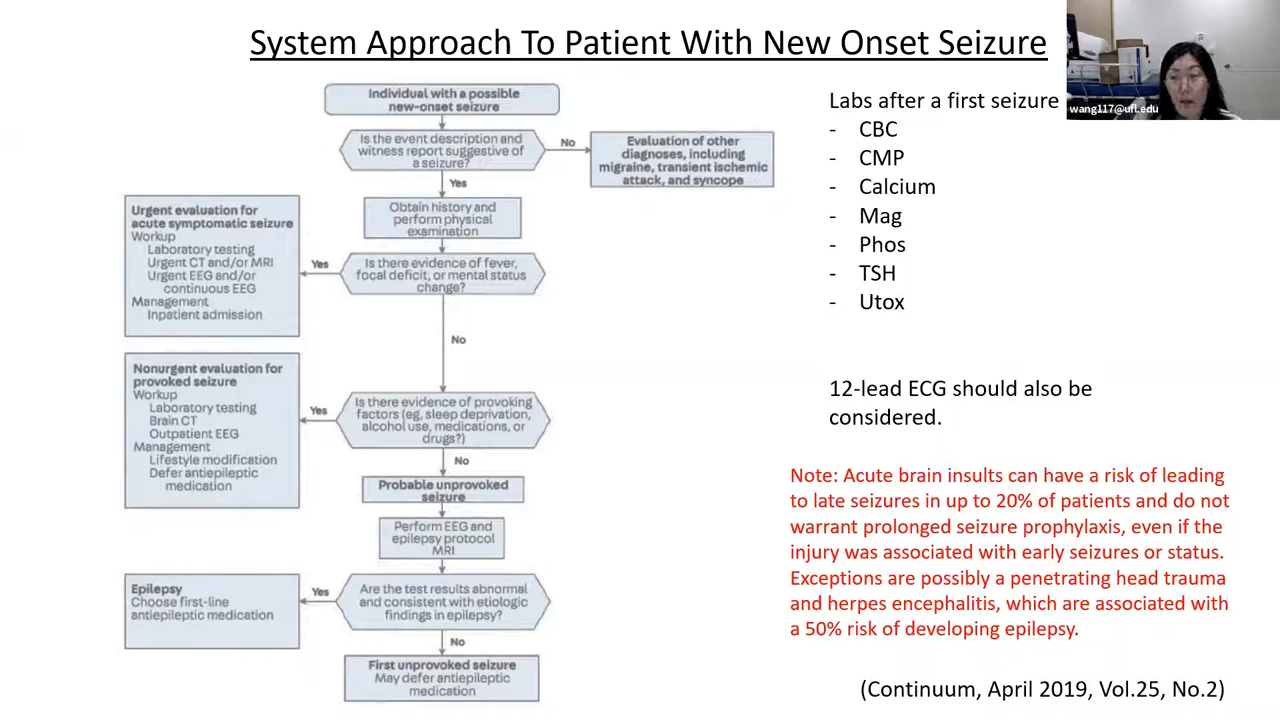 System Approach To Patient With New Onset Seizure
wang117@ufl.edu
Individual with a possible
new-onset seizure
Is the event description and
witness report suggestive of
a seizure?
No
Evaluation of other
diagnoses, including
migraine, transient ischemic
attack, and syncope
Yes
Obtain history and
perform physical
examination
Is there evidence of fever,
focal deficit, or mental status
change?
Yes
Urgent evaluation for
acute symptomatic seizure
Workup
Laboratory testing
Urgent CT and/or MRI
Urgent EEG and/or
continuous EEG
Management
Inpatient admission
No
Is there evidence of provoking
factors (eg, sleep deprivation,
alcohol use, medications, or
drugs?)
Yes
Nonurgent evaluation for
provoked seizure
Workup
Laboratory testing
Brain CT
Outpatient EEG
Management
Lifestyle modification
Defer antiepileptic
medication
No
Probable unprovoked
seizure
Perform EEG and
epilepsy protocol
MRI
Are the test results abnormal
and consistent with etiologic
findings in epilepsy?
Yes
Epilepsy
Choose first-line
antiepileptic medication
No
First unprovoked seizure
May defer antiepileptic
medication
Labs after a first seizure
- CBC
- CMP
- Calcium
- Mag
- Phos
- TSH
- Utox
12-lead ECG should also be
considered.
Note: Acute brain insults can have a risk of leading
to late seizures in up to 20% of patients and do not
warrant prolonged seizure prophylaxis, even if the
injury was associated with early seizures or status.
Exceptions are possibly a penetrating head trauma
and herpes encephalitis, which are associated with
a 50% risk of developing epilepsy.
(Continuum, April 2019, Vol.25, No.2)